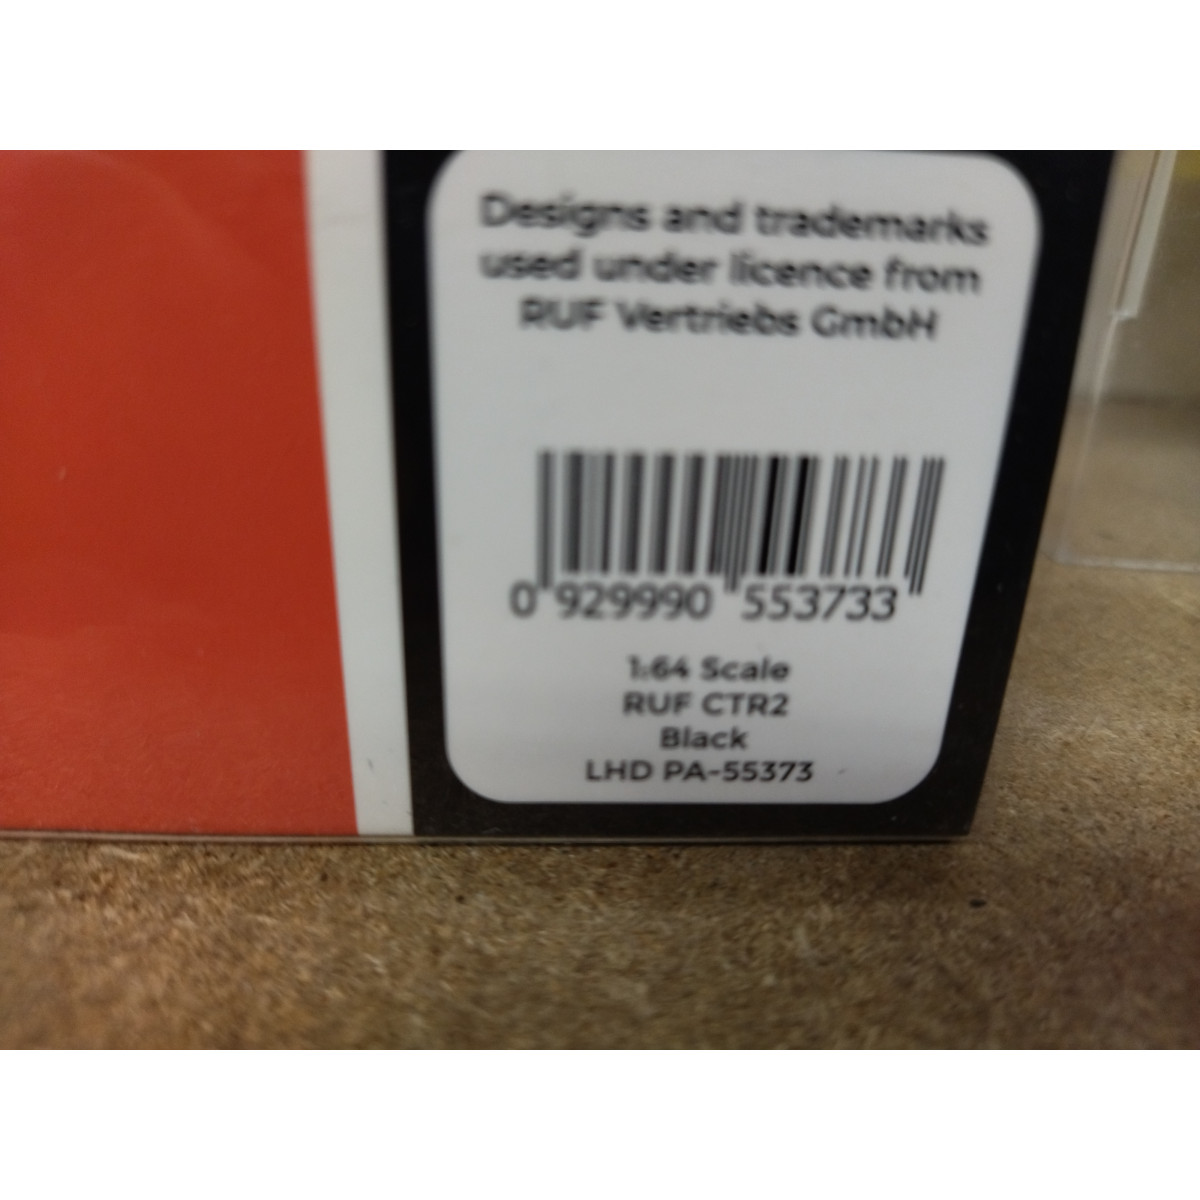 Designs and trademarks
used under licence from
RUF Vertriebs GmbH
0 929990 553733
1:64 Scale
RUF CTR2
Black
LHD PA-55373